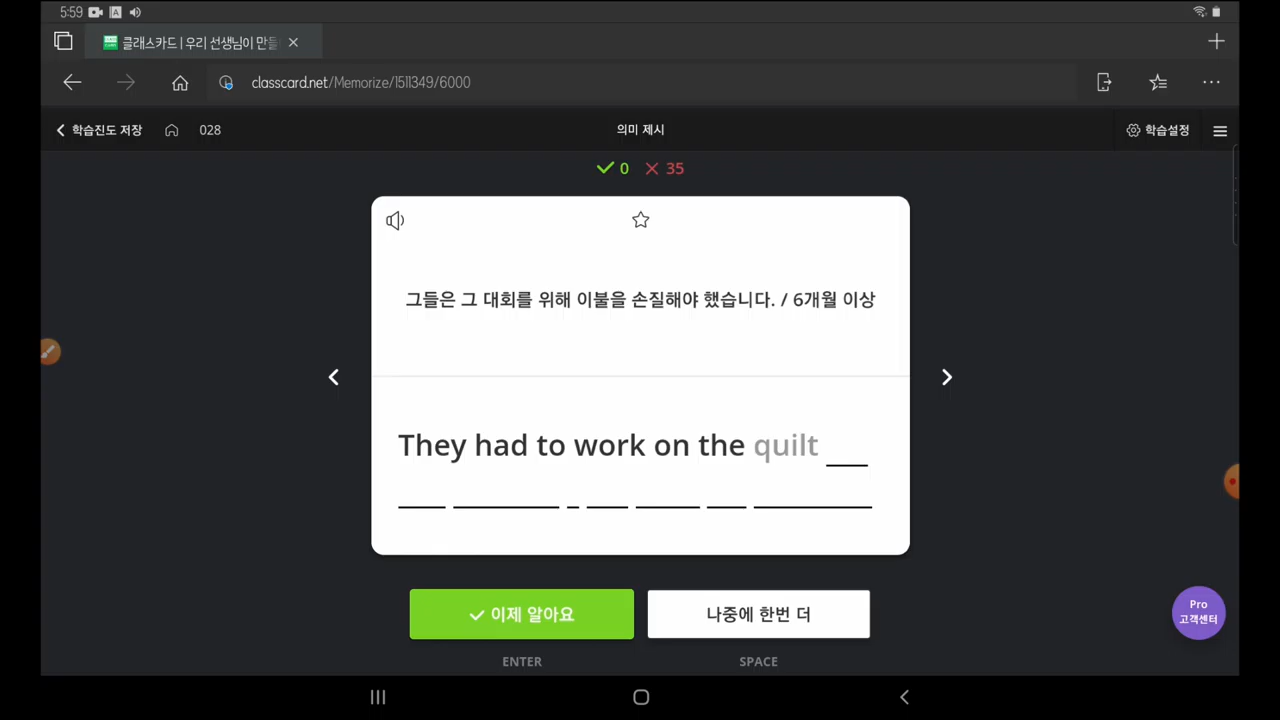 5:59
클래스카드 | 우리 선생님이 만들
classcard.net/Memorize/1511349/6000
학습진도 저장 028 의미 제시 학습설정
0 35
그들은 그 대회를 위해 이불을 손질해야 했습니다. / 6개월 이상
They had to work on the quilt
이제 알아요 나중에 한번 더
Pro
고객센터
ENTER SPACE